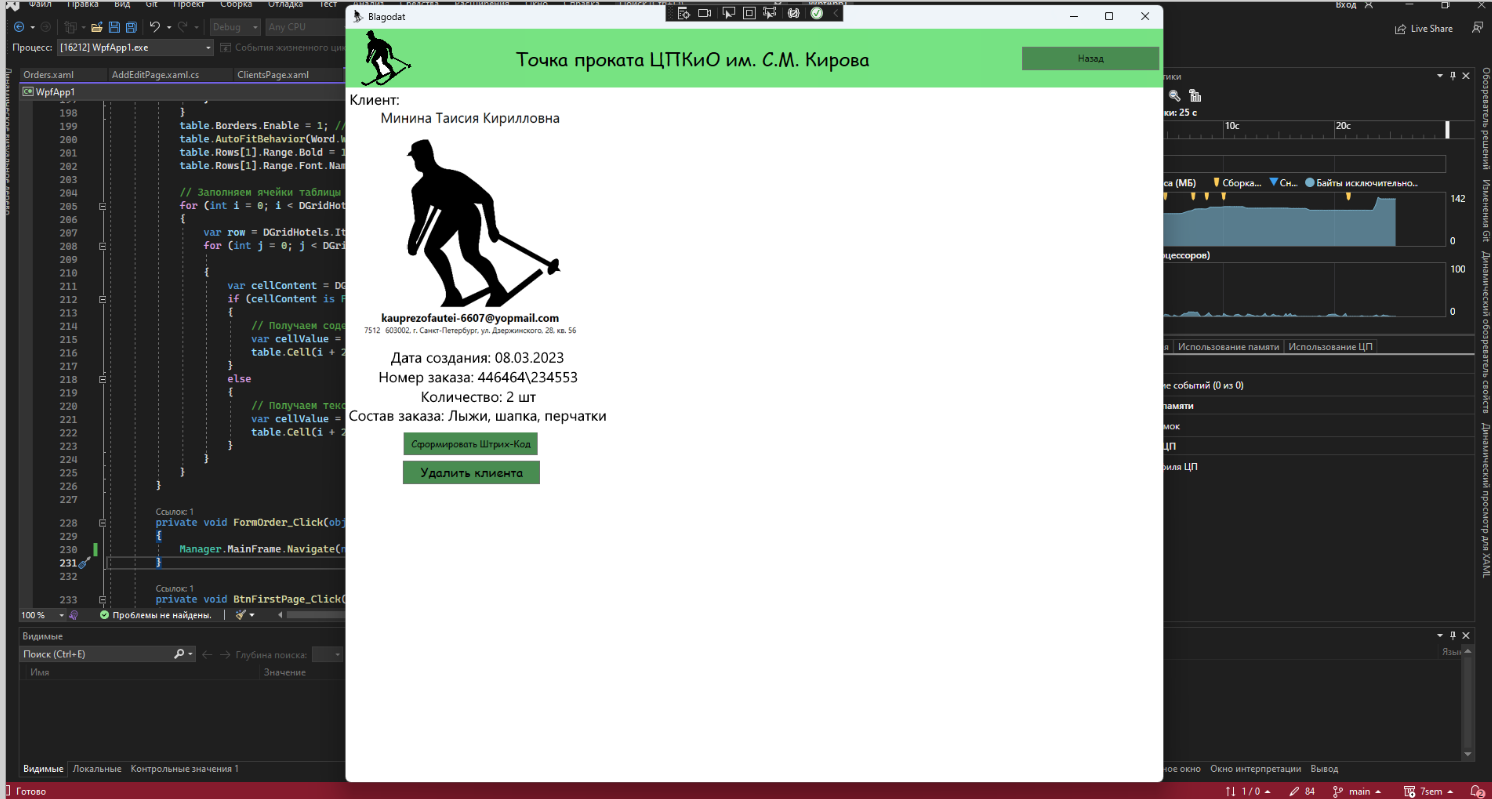 Файл Правка Вид Git Проект Сборка Отладка Тест Вход
Debug Any CPU Live Share
Процесс: [16212] WpfApp1.exe События жизненного
Orders.xaml AddEditPage.xaml.cs ClientsPage.xaml
WpfApp1
198 }
199 table.Borders.Enable = 1; //
200 table.AutoFitBehavior(Word.
201 table.Rows[1].Range.Bold = 1
202 table.Rows[1].Range.Font.Nam
203
204 // Заполняем ячейки таблицы
205 for (int i = 0; i < DGridHot
206 {
207 var row = DGridHotels.It
208 for (int j = 0; j < DGri
209
210 {
211 var cellContent = DG
212 if (cellContent is F
213 {
214 // Получаем соде
215 var cellValue =
216 table.Cell(i + 2
217 }
218 else
219 {
220 // Получаем текс
221 var cellValue =
222 table.Cell(i + 2
223 }
224 }
225 }
226 }
227
Ссылок: 1
228 private void FormOrder_Click(obj
229 {
230 Manager.MainFrame.Navigate(n
231 }
232
Ссылок: 1
233 private void BtnFirstPage_Click(
100 % Проблемы не найдены.
Видимые
Поиск (Ctrl+E) Глубина поиска:
Имя Значение
Видимые Локальные Контрольные значения 1
Готово
Blagodat
Точка проката ЦПКиО им. С.М. Кирова
Назад
Клиент:
Минина Таисия Кирилловна
kauprezofautei-6607@yopmail.com
7512 603002, г. Санкт-Петербург, ул. Дзержинского, 28, кв. 56
Дата создания: 08.03.2023
Номер заказа: 446464\234553
Количество: 2 шт
Состав заказа: Лыжи, шапка, перчатки
Сформировать Штрих-Код
Удалить клиента
тики
ки: 25 с
10с 20с
са (МБ) Сборка... Сн... Байты исключительно...
142
0
оцессоров)
100
0
Использование памяти Использование ЦП
ие событий (0 из 0)
памяти
мок
ЦП
филя ЦП
Язы
ное окно Окно интерпретации Вывод
1 / 0 84 main 7sem 2
Обозреватель решений
Изменения Git
Динамический обозреватель свойств
Динамический просмотр для XAML